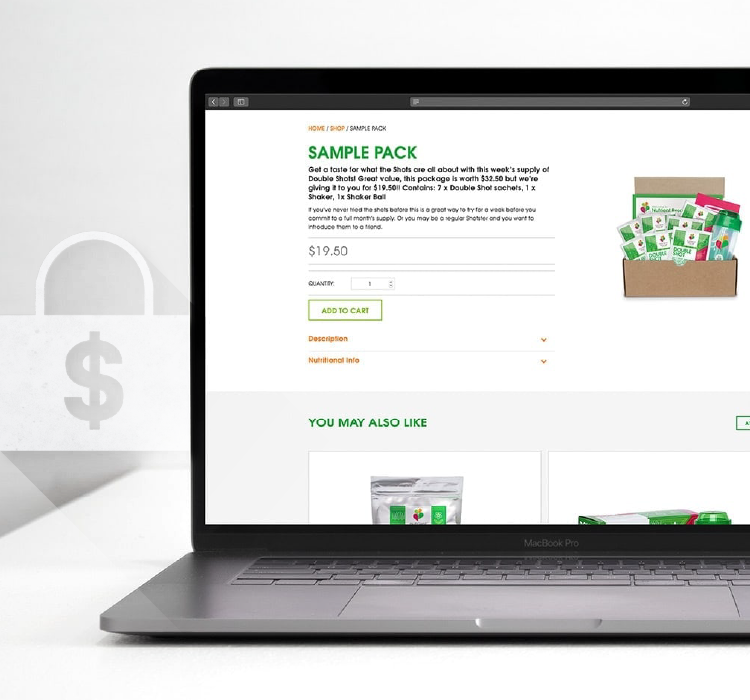 HOME / SHOP / SAMPLE PACK
SAMPLE PACK
Get a taste for what the Shots are all about with this week's supply of
Double Shots! Great value, this package is worth $32.50 but we're
giving it to you for $19.50!! Contains: 7 x Double Shot sachets, 1 x
Shaker, 1x Shaker Ball
If you've never tried the shots before this is a great way to try for a week before you
commit to a full month's supply. Or you may be a regular Shotster and you want to
introduce them to a friend.
$19.50
QUANTITY: 1
ADD TO CART
Description
Nutritional Info
DOUBLE
SHOT
DOUBLE
SHOT
YOU MAY ALSO LIKE
MacBook Pro
$